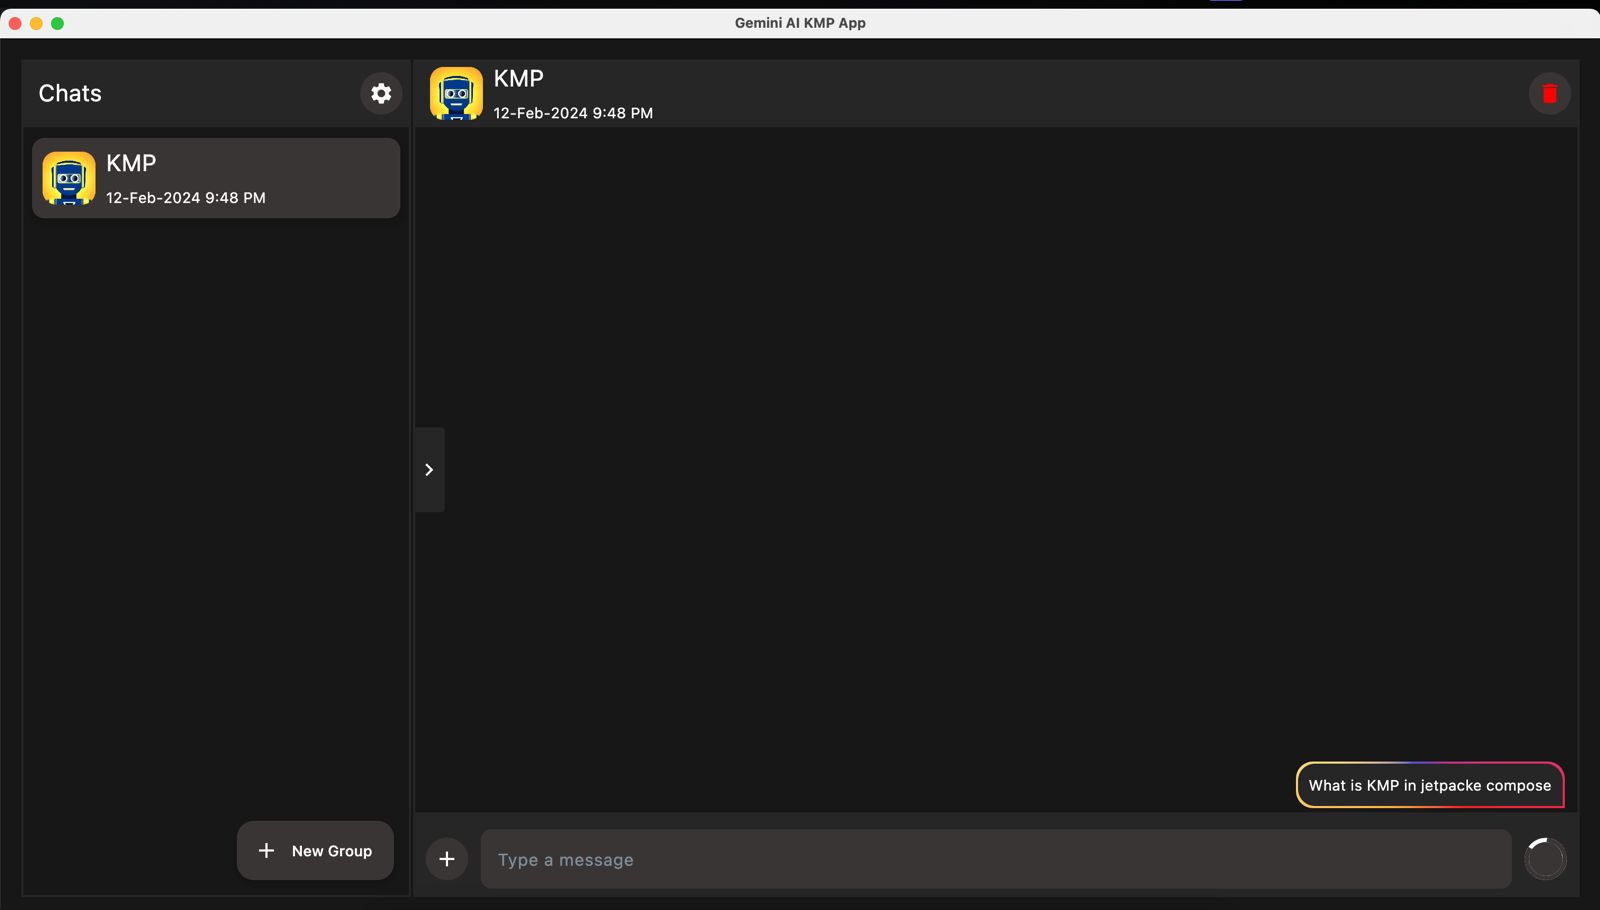 Gemini AI KMP App
Chats
KMP
12-Feb-2024 9:48 PM
New Group
KMP
12-Feb-2024 9:48 PM
What is KMP in jetpacke compose
Type a message